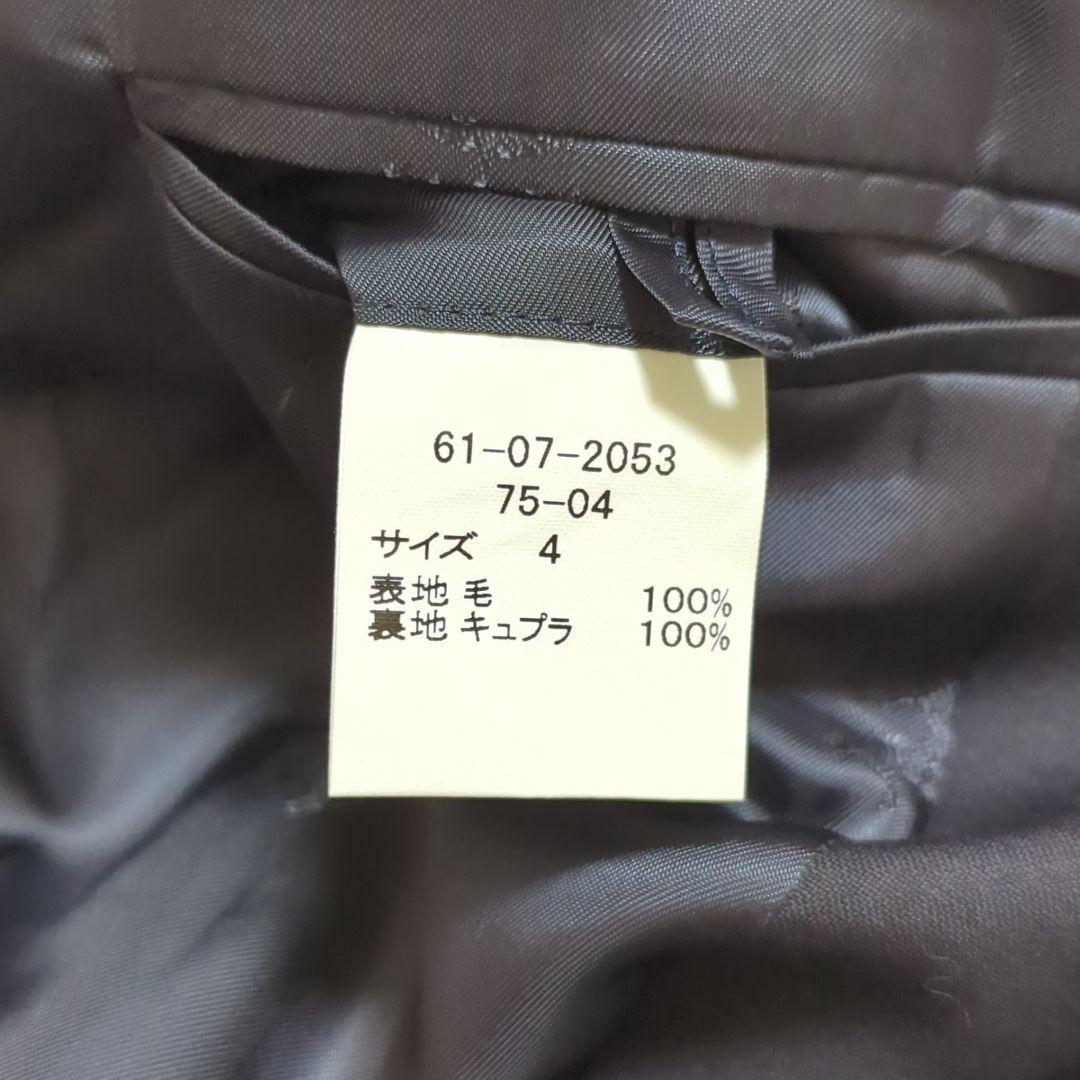 61-07-2053
75-04
サイズ 4
表地 毛 100%
裏地 キュプラ 100%